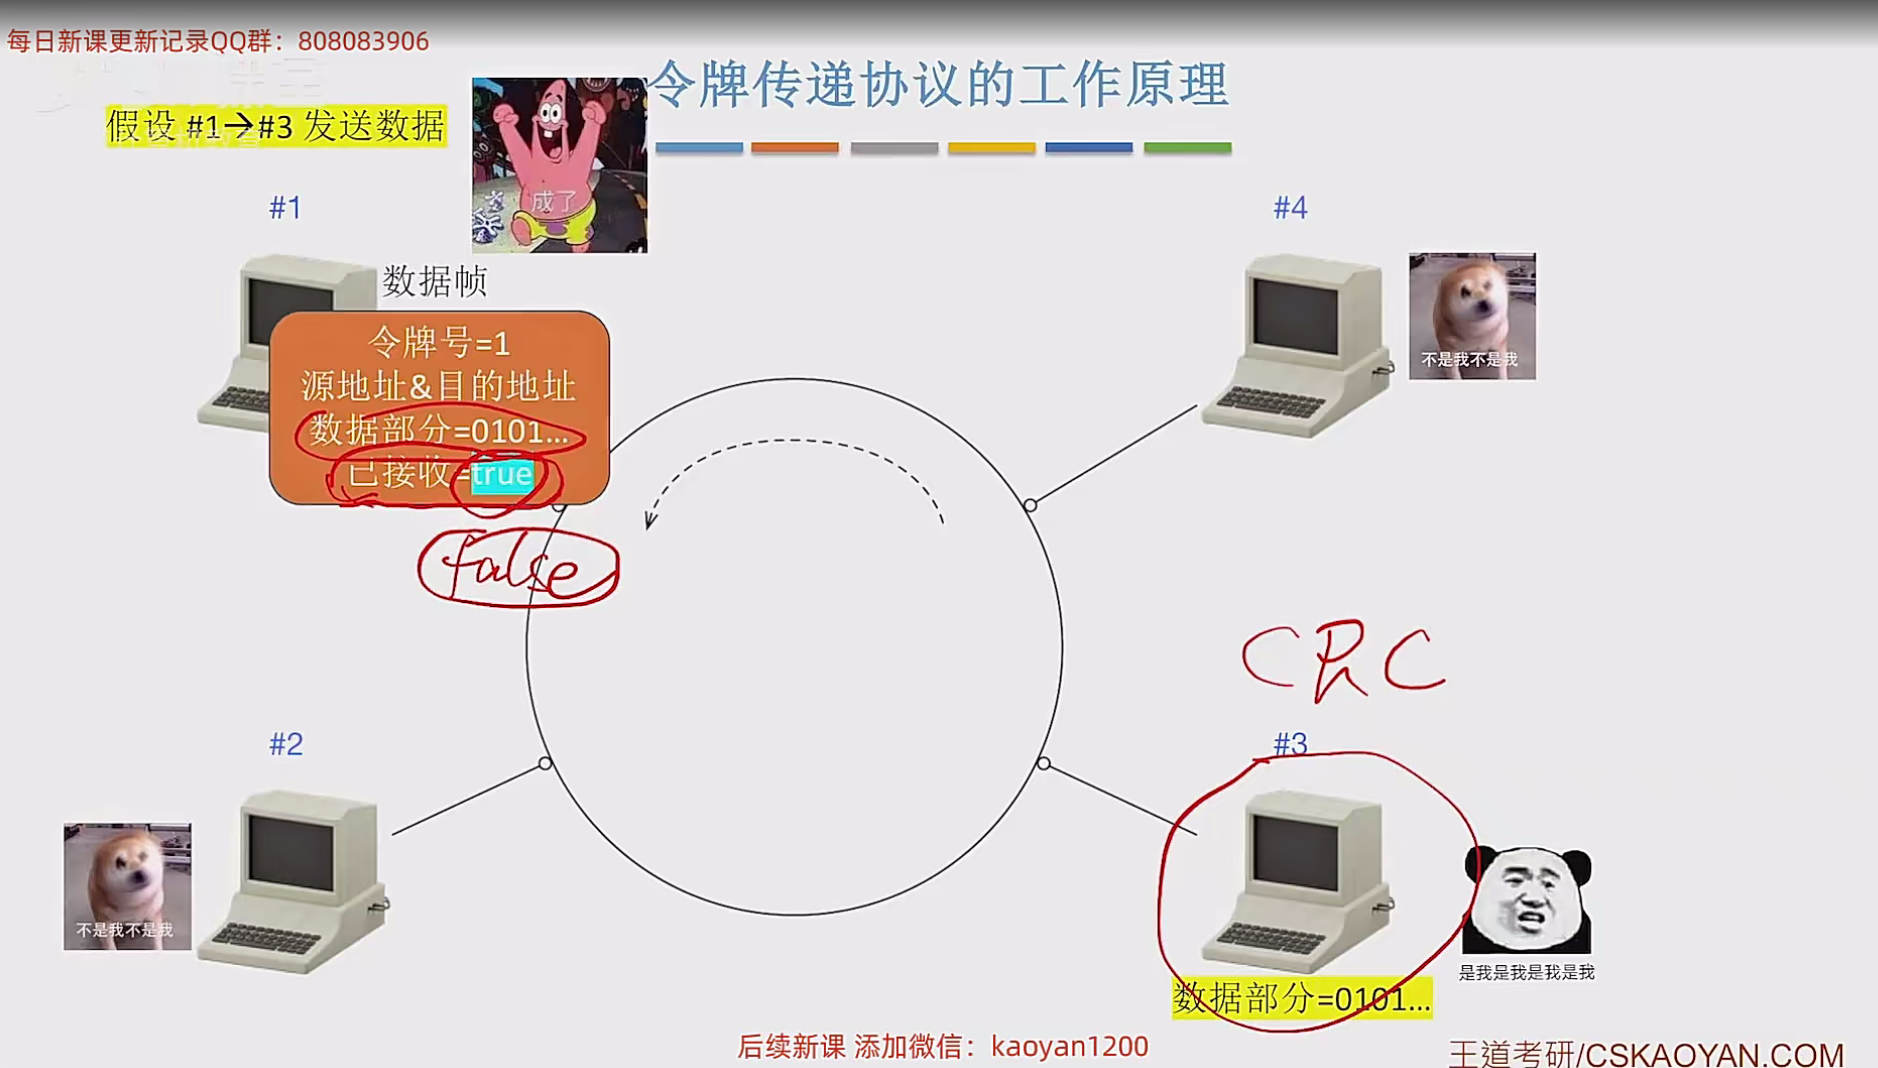 每日新课更新记录QQ群：808083906
令牌传递协议的工作原理
假设 #1→#3 发送数据
成了
#1
#4
数据帧
令牌号=1
源地址&目的地址
数据部分=0101...
已接收=true
不是我不是我
False
CRC
#2
#3
不是我不是我
是我是我是我是我
数据部分=0101...
后续新课 添加微信：kaoyan1200
王道考研/CSKAOYAN.COM